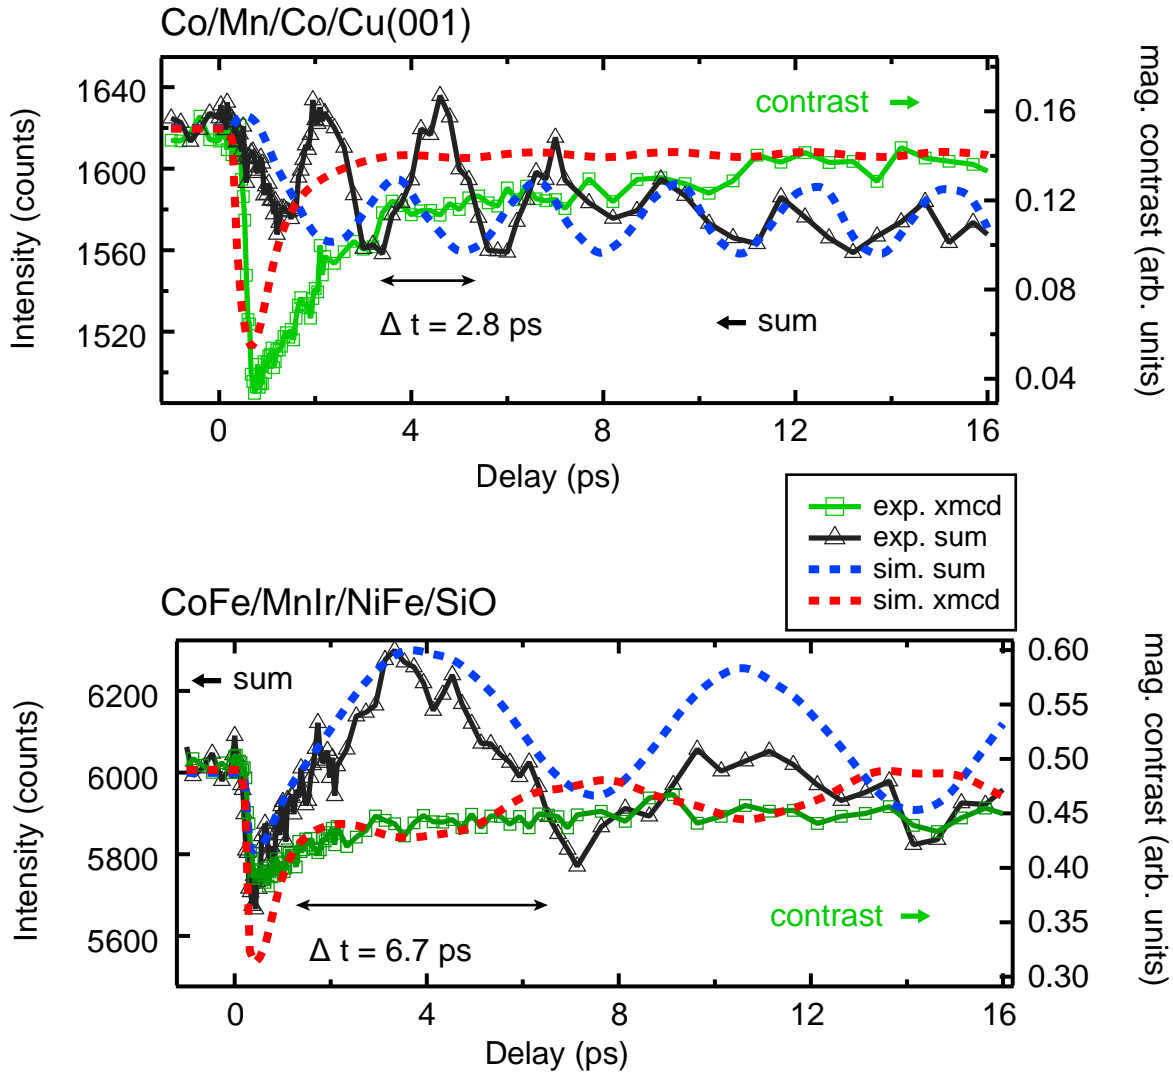 Co/Mn/Co/Cu(001)
Intensity (counts)
1640
1600
1560
1520
contrast
0.16
0.12
0.08
0.04
mag. contrast (arb. units)
Δ t = 2.8 ps
sum
0 4 8 12 16
Delay (ps)
exp. xmcd
exp. sum
sim. sum
sim. xmcd
CoFe/MnIr/NiFe/SiO
Intensity (counts)
6200
6000
5800
5600
sum
0.60
0.55
0.50
0.45
0.40
0.35
0.30
mag. contrast (arb. units)
contrast
Δ t = 6.7 ps
0 4 8 12 16
Delay (ps)